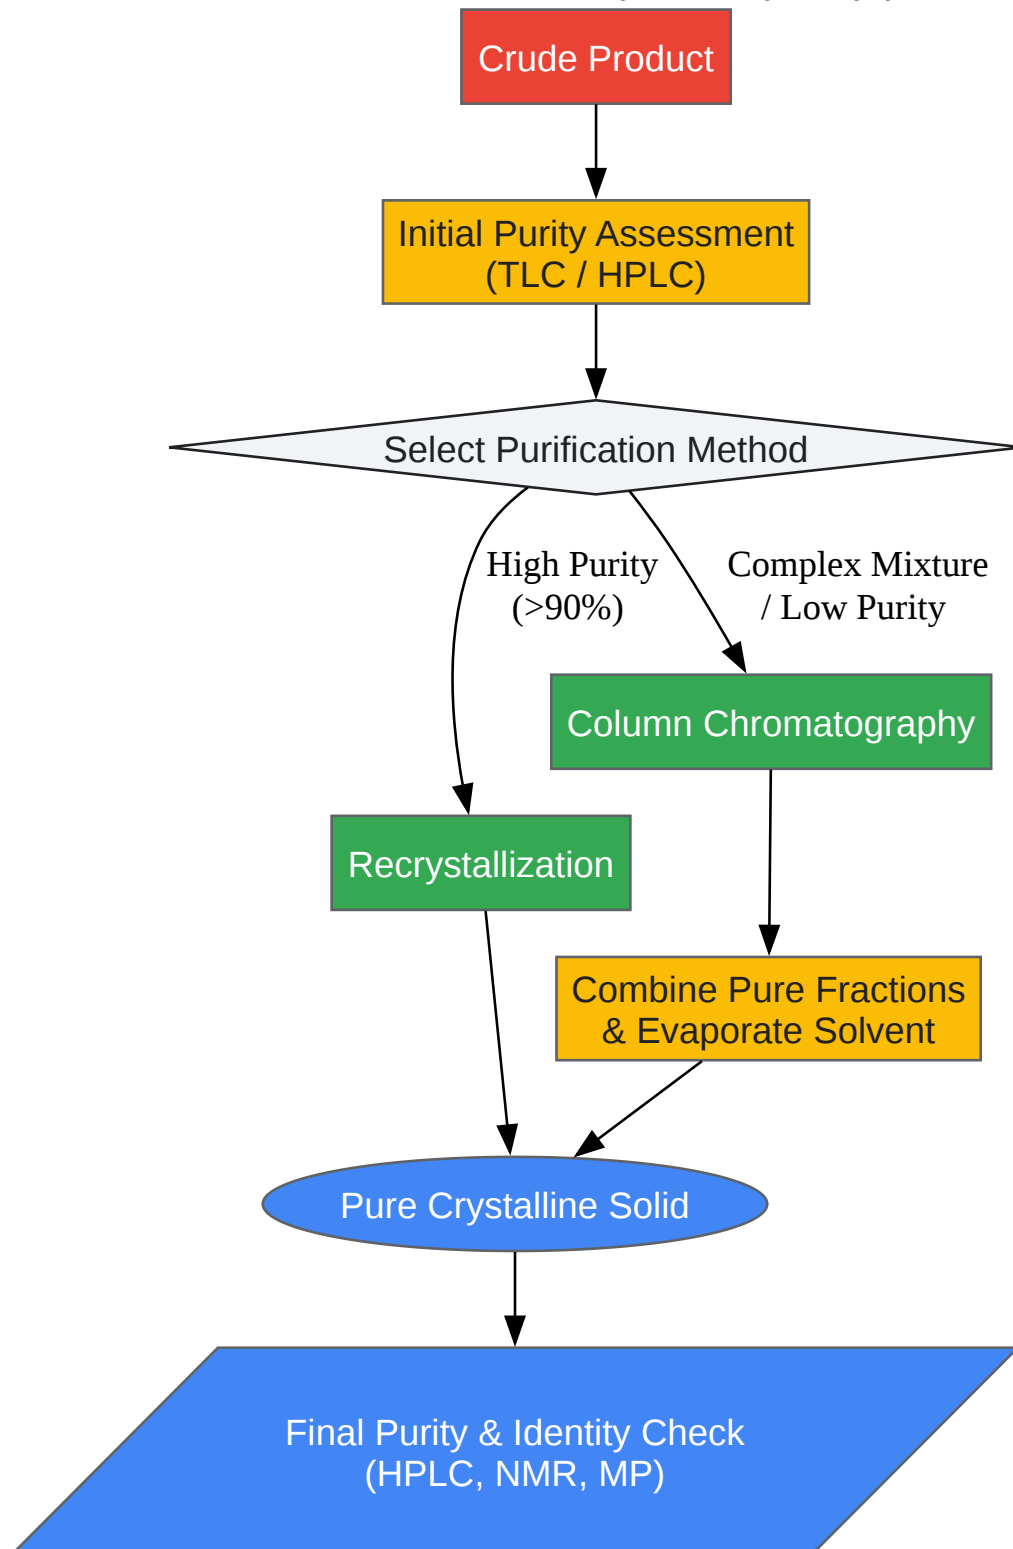 Crude Product
Initial Purity Assessment
(TLC / HPLC)
Select Purification Method
High Purity
(>90%)
Complex Mixture
/ Low Purity
Column Chromatography
Recrystallization
Combine Pure Fractions
& Evaporate Solvent
Pure Crystalline Solid
Final Purity & Identity Check
(HPLC, NMR, MP)